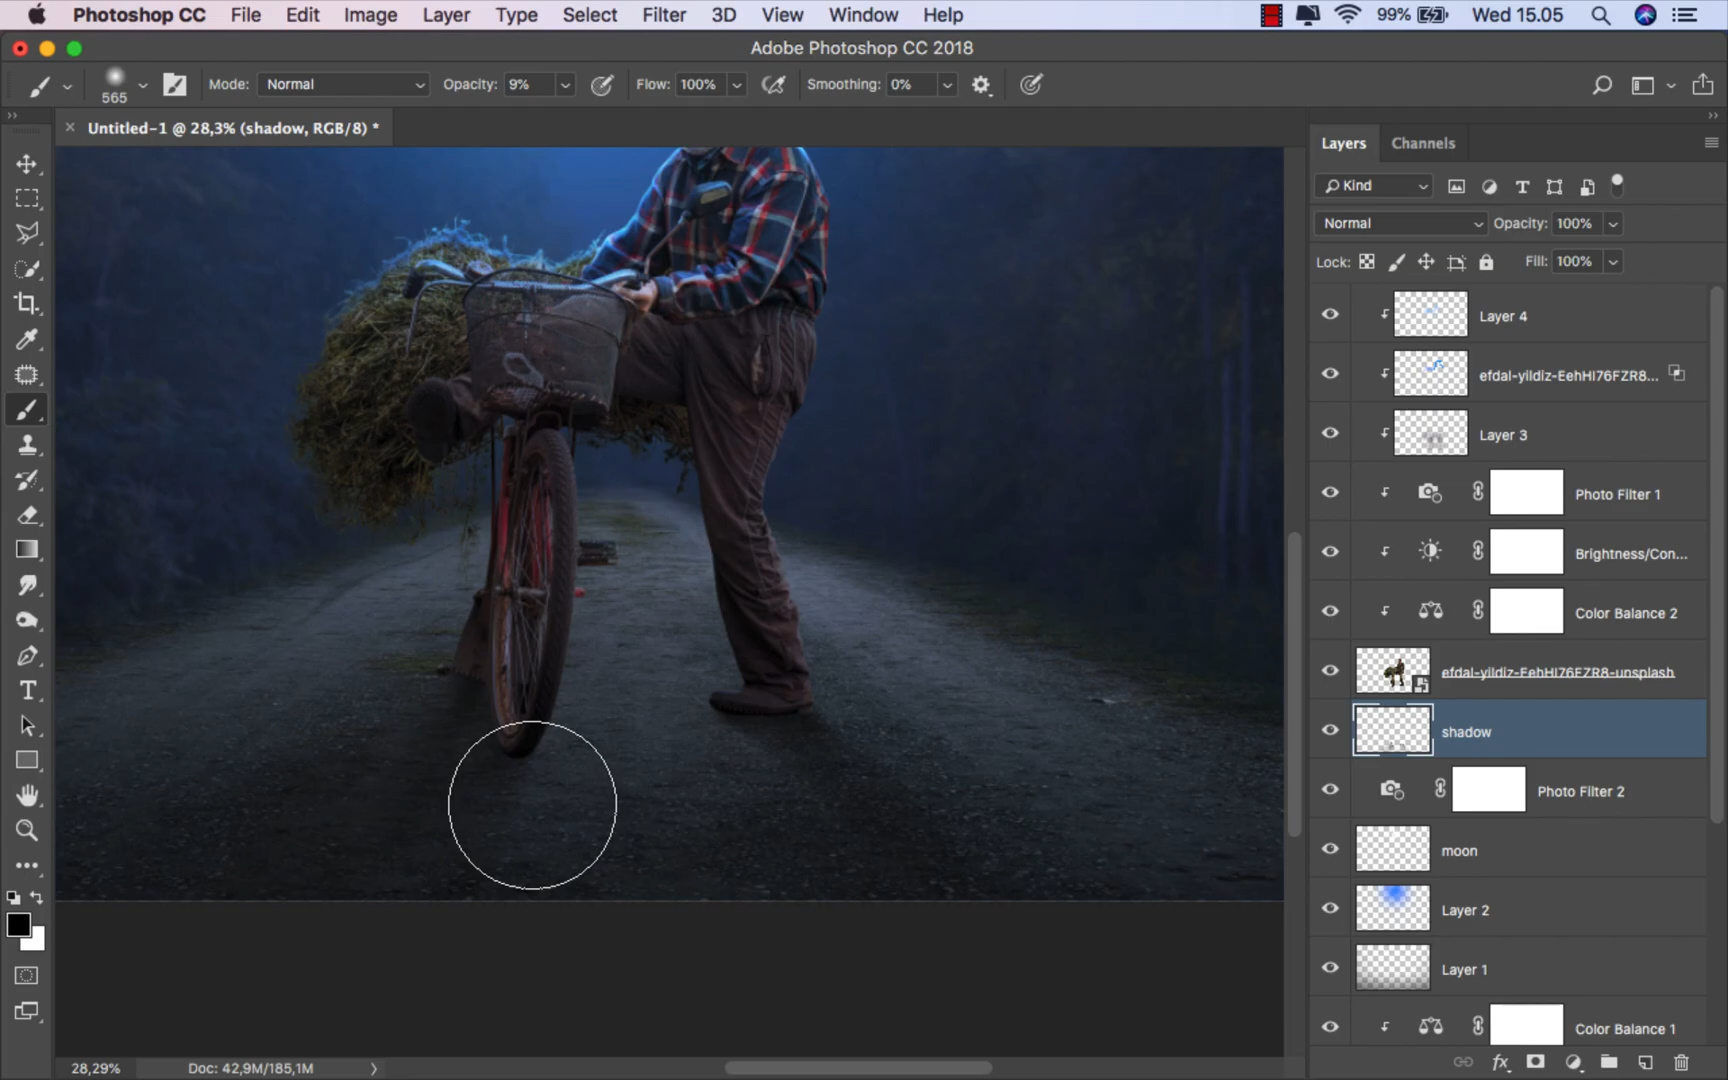 Photoshop CC File Edit Image Layer Type Select Filter 3D View Window Help 99% Wed 15.05
Adobe Photoshop CC 2018
565 Mode: Normal Opacity: 9% Flow: 100% Smoothing: 0%
Untitled-1 @ 28,3% (shadow, RGB/8) *
Layers Channels
Kind
Normal Opacity: 100%
Lock: Fill: 100%
Layer 4
efdal-yildiz-EehHI76FZR8...
Layer 3
Photo Filter 1
Brightness/Con...
Color Balance 2
efdal-yildiz-EehHI76FZR8-unsplash
shadow
Photo Filter 2
moon
Layer 2
Layer 1
Color Balance 1
28,29% Doc: 42,9M/185,1M
fx